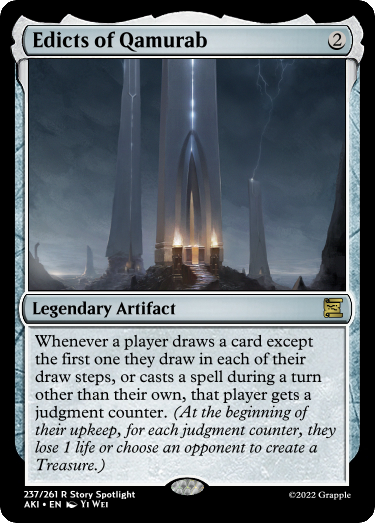 Edicts of Qamurab 2
Legendary Artifact
Whenever a player draws a card except
the first one they draw in each of their
draw steps, or casts a spell during a turn
other than their own, that player gets a
judgment counter. (At the beginning of
their upkeep, for each judgment counter, they
lose 1 life or choose an opponent to create a
Treasure.)
237/261 R Story Spotlight
AKI • EN Yi Wei
©2022 Grapple